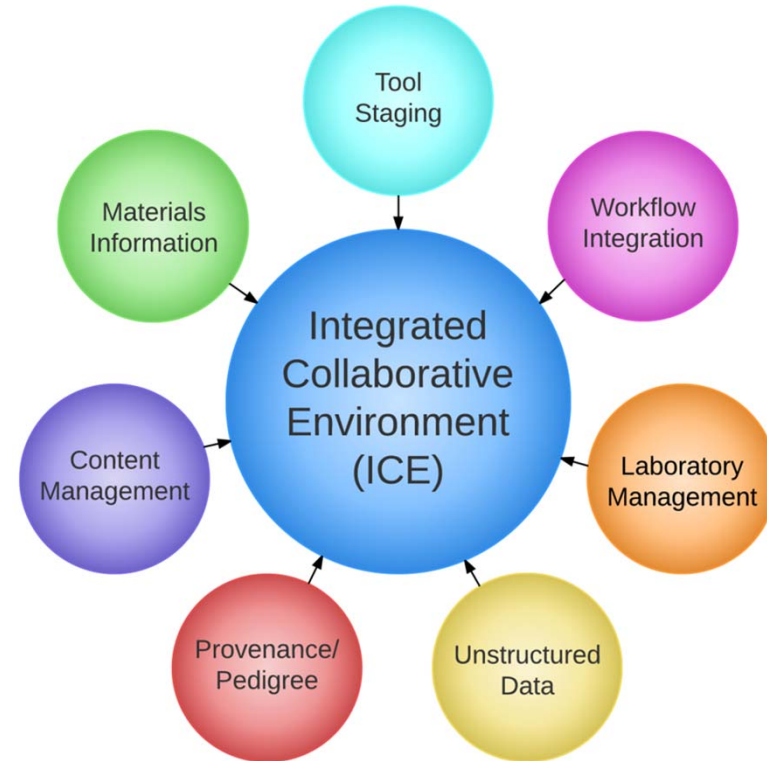 Tool
Staging
Materials
Information
Workflow
Integration
Integrated
Collaborative
Environment
(ICE)
Content
Management
Laboratory
Management
Provenance/
Pedigree
Unstructured
Data